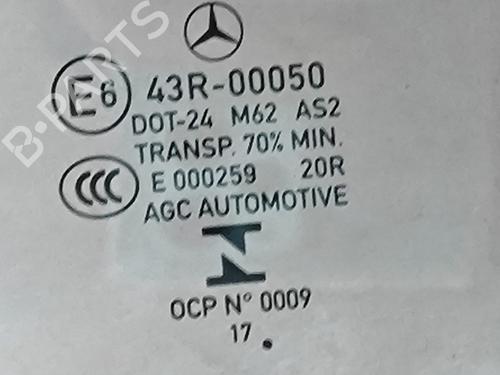 B-PARTS
E6 43R-00050
DOT-24 M62 AS2
TRANSP. 70% MIN.
CCC E 000259 20R
AGC AUTOMOTIVE
OCP N° 0009
17 .